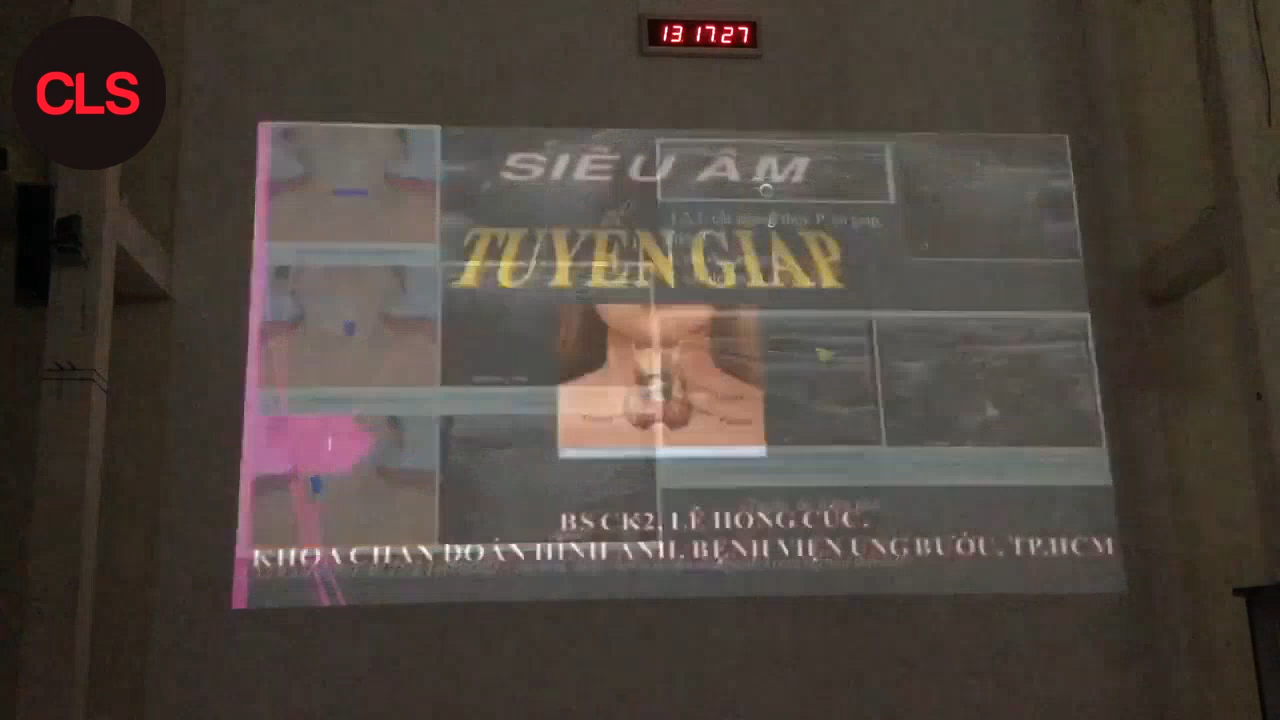 CLS
13.17.27
SIÊU ÂM
TUYẾN GIÁP
BS CK2. LÊ HỒNG CÚC.
KHOA CHẨN ĐOÁN HÌNH ẢNH. BỆNH VIỆN UNG BƯỚU. TP.HCM